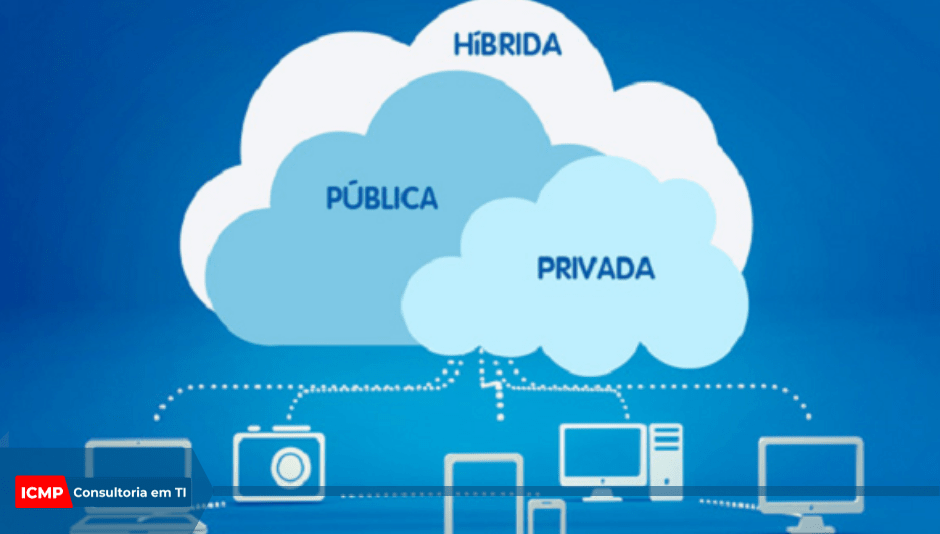 HÍBRIDA
PÚBLICA
PRIVADA
ICMP Consultoria em TI